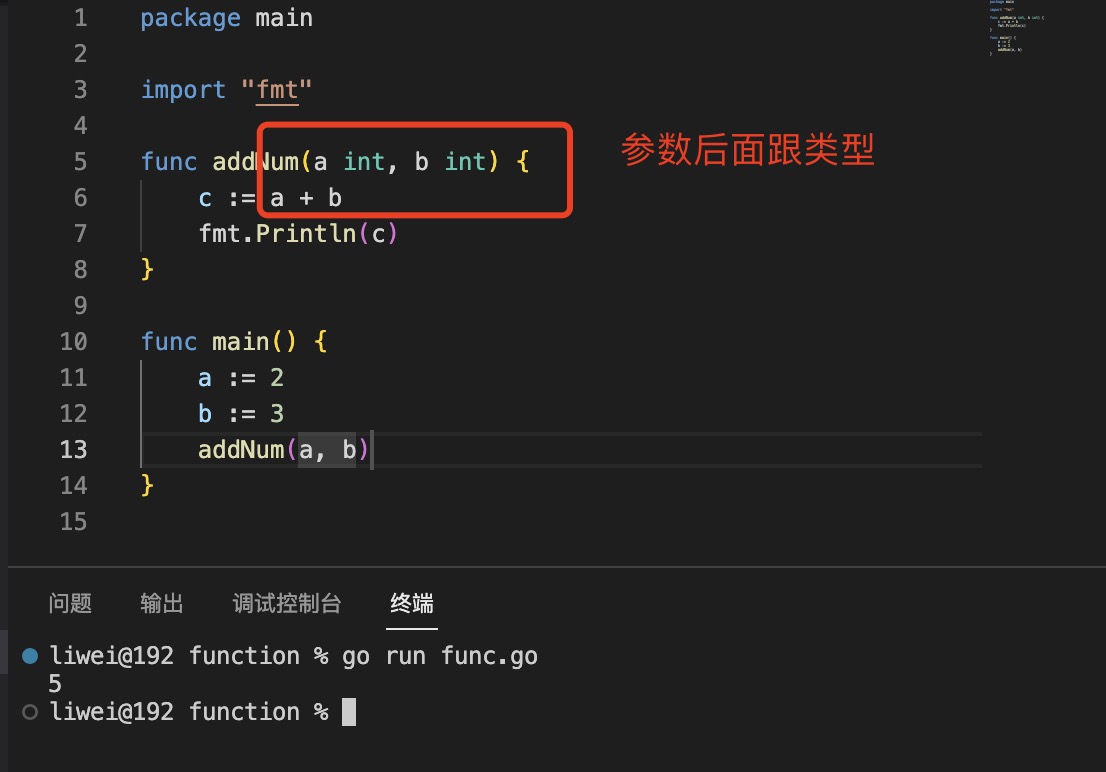 1 package main
2
3 import "fmt"
4
5 func addNum(a int, b int) {
参数后面跟类型
6 c := a + b
7 fmt.Println(c)
8 }
9
10 func main() {
11 a := 2
12 b := 3
13 addNum(a, b)
14 }
15
问题 输出 调试控制台 终端
liwei@192 function % go run func.go
5
liwei@192 function %